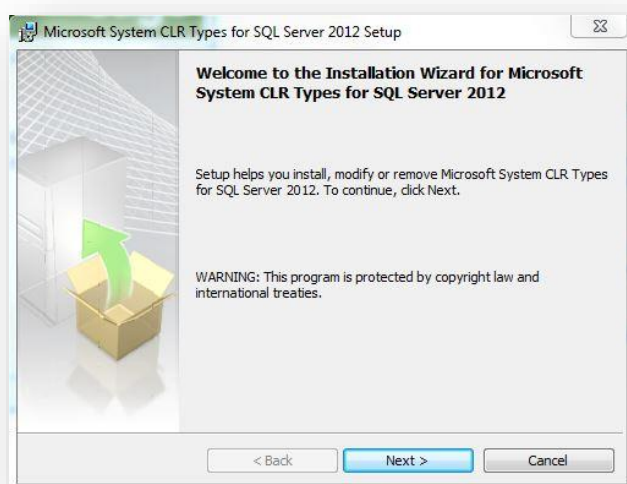 Microsoft System CLR Types for SQL Server 2012 Setup
Welcome to the Installation Wizard for Microsoft
System CLR Types for SQL Server 2012
Setup helps you install, modify or remove Microsoft System CLR Types
for SQL Server 2012. To continue, click Next.
WARNING: This program is protected by copyright law and
international treaties.
< Back
Next >
Cancel